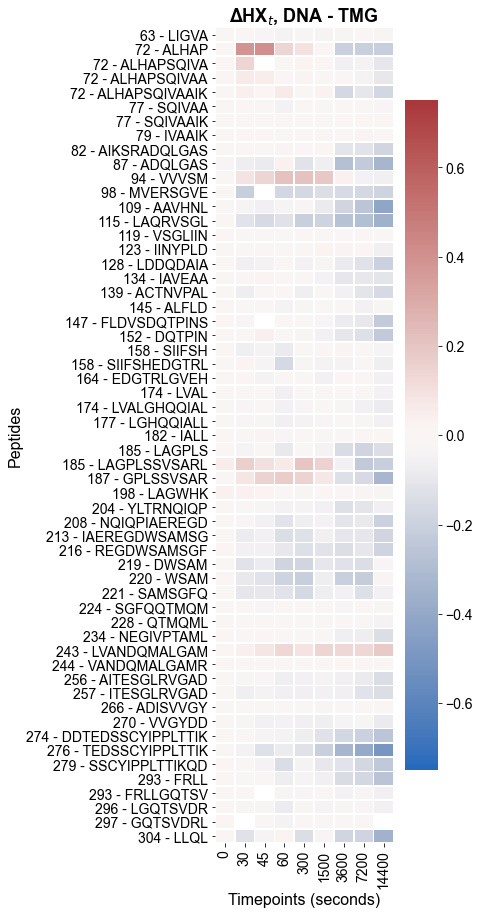 ΔHXt, DNA - TMG
63 - LIGVA
72 - ALHAP
72 - ALHAPSQIVA
72 - ALHAPSQIVAA
72 - ALHAPSQIVAAIK
77 - SQIVAA
77 - SQIVAAIK
79 - IVAAIK
82 - AIKSRADQLGAS
87 - ADQLGAS
94 - VVVSM
98 - MVERSGVE
109 - AAVHNL
115 - LAQRVSGL
119 - VSGLIIN
123 - IINYPLD
128 - LDDQDAIA
134 - IAVEAA
139 - ACTNVPAL
145 - ALFLD
147 - FLDVSDQTPINS
152 - DQTPIN
158 - SIIFSH
158 - SIIFSHEDGTRL
164 - EDGTRLGVEH
174 - LVAL
174 - LVALGHQQIAL
177 - LGHQQIALL
182 - IALL
185 - LAGPLS
185 - LAGPLSSVSARL
187 - GPLSSVSAR
198 - LAGWHK
204 - YLTRNQIQP
208 - NQIQPIAEREGD
213 - IAEREGDWSAMSG
216 - REGDWSAMSGF
219 - DWSAM
220 - WSAM
221 - SAMSGFQ
224 - SGFQQTMQM
228 - QTMQML
234 - NEGIVPTAML
243 - LVANDQMALGAM
244 - VANDQMALGAMR
256 - AITESGLRVGAD
257 - ITESGLRVGAD
266 - ADISVVGY
270 - VVGYDD
274 - DDTEDSSCYIPPLTTIK
276 - TEDSSCYIPPLTTIK
279 - SSCYIPPLTTIKQD
293 - FRLL
293 - FRLLGQTSV
296 - LGQTSVDR
297 - GQTSVDRL
304 - LLQL
Peptides
0
30
45
60
300
1500
3600
7200
14400
Timepoints (seconds)
0.6
0.4
0.2
0.0
−0.2
−0.4
−0.6